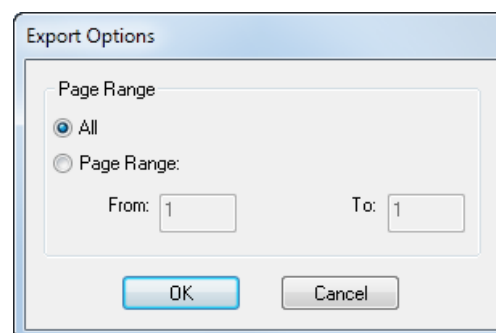 Export Options
Page Range
All
Page Range:
From: 1 To: 1
OK Cancel